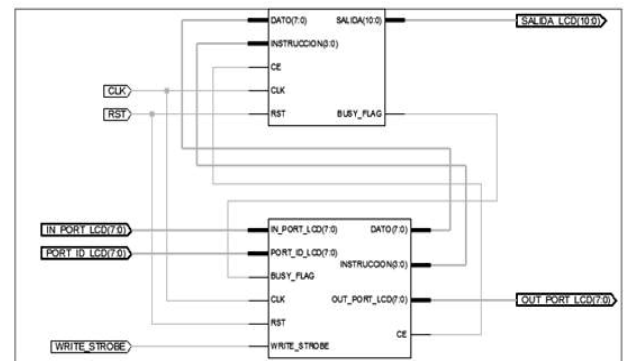 DATO(7:0) SALIDA(10:0) SALIDA_LCD(10:0)
INSTRUCCION(3:0)
CE
CLK CLK
RST RST BUSY_FLAG
IN_PORT_LCD(7:0) IN_PORT_LCD(7:0) DATO(7:0)
PORT_ID_LCD(7:0) PORT_ID_LCD(7:0)
INSTRUCCION(3:0)
BUSY_FLAG
CLK OUT_PORT_LCD(7:0) OUT_PORT_LCD(7:0)
RST
CE
WRITE_STROBE WRITE_STROBE